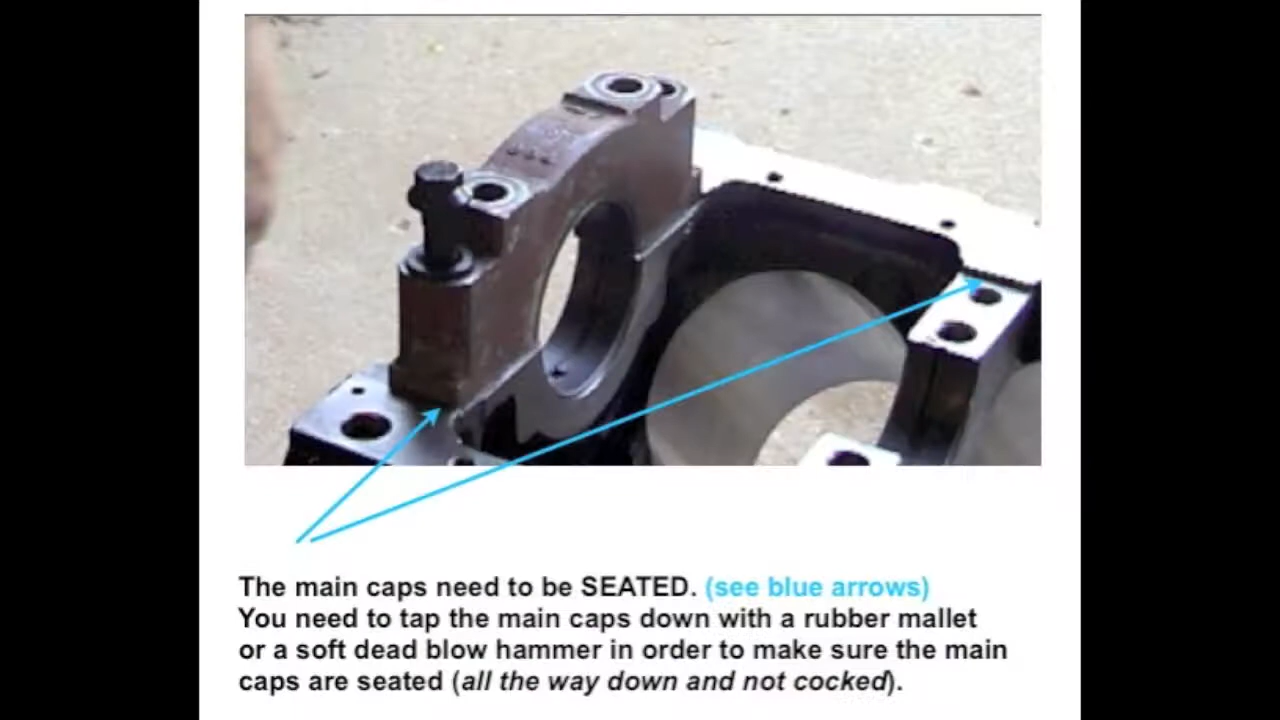 The main caps need to be SEATED. (see blue arrows)
You need to tap the main caps down with a rubber mallet
or a soft dead blow hammer in order to make sure the main
caps are seated (all the way down and not cocked).